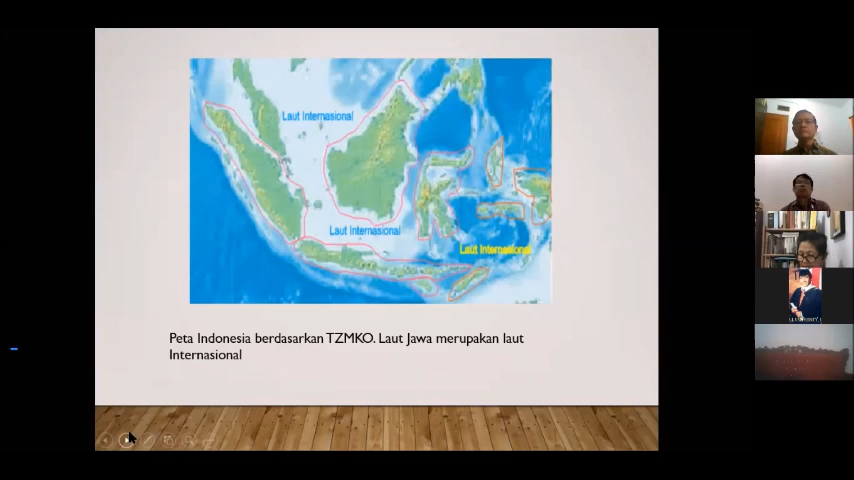 Laut Internasional
Laut Internasional
Laut Internasional
Peta Indonesia berdasarkan TZMKO. Laut Jawa merupakan laut
Internasional